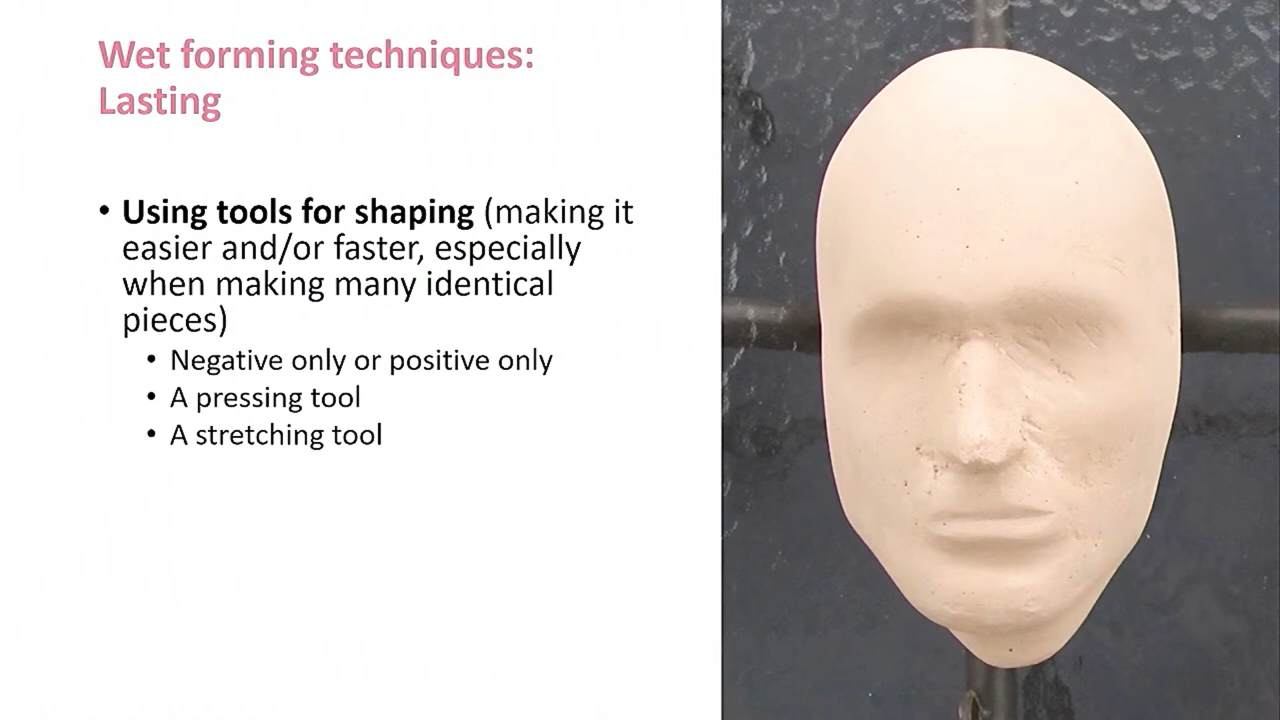 Wet forming techniques:
Lasting
• Using tools for shaping (making it
easier and/or faster, especially
when making many identical
pieces)
• Negative only or positive only
• A pressing tool
• A stretching tool